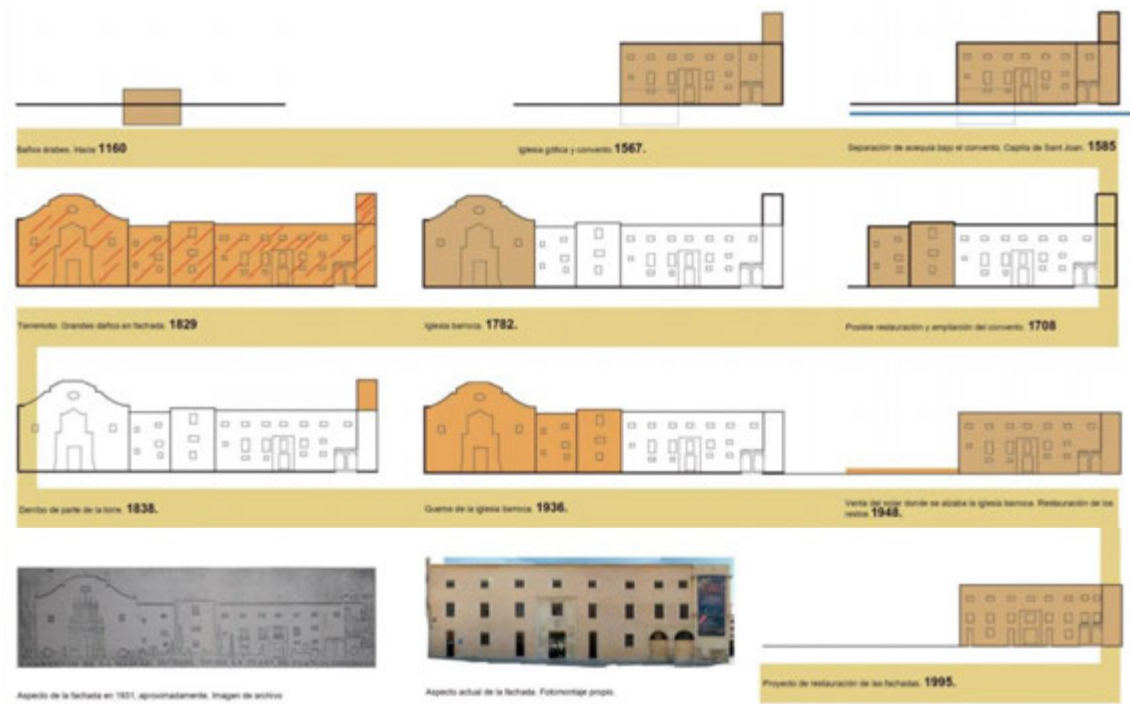 Baños árabes. Hacia 1160
Iglesia gótica y convento. 1567.
Separación de acequia bajo el convento. Capilla de Sant Joan. 1585
Terremoto. Grandes daños en fachada. 1829
Iglesia barroca. 1782.
Posible restauración y ampliación del convento. 1708
Derribo de parte de la torre. 1838.
Quema de la iglesia barroca. 1936.
Venta del solar donde se alzaba la iglesia barroca. Restauración de los
restos. 1948.
Aspecto de la fachada en 1931, aproximadamente. Imagen de archivo
Aspecto actual de la fachada. Fotomontaje propio.
Proyecto de restauración de las fachadas. 1995.